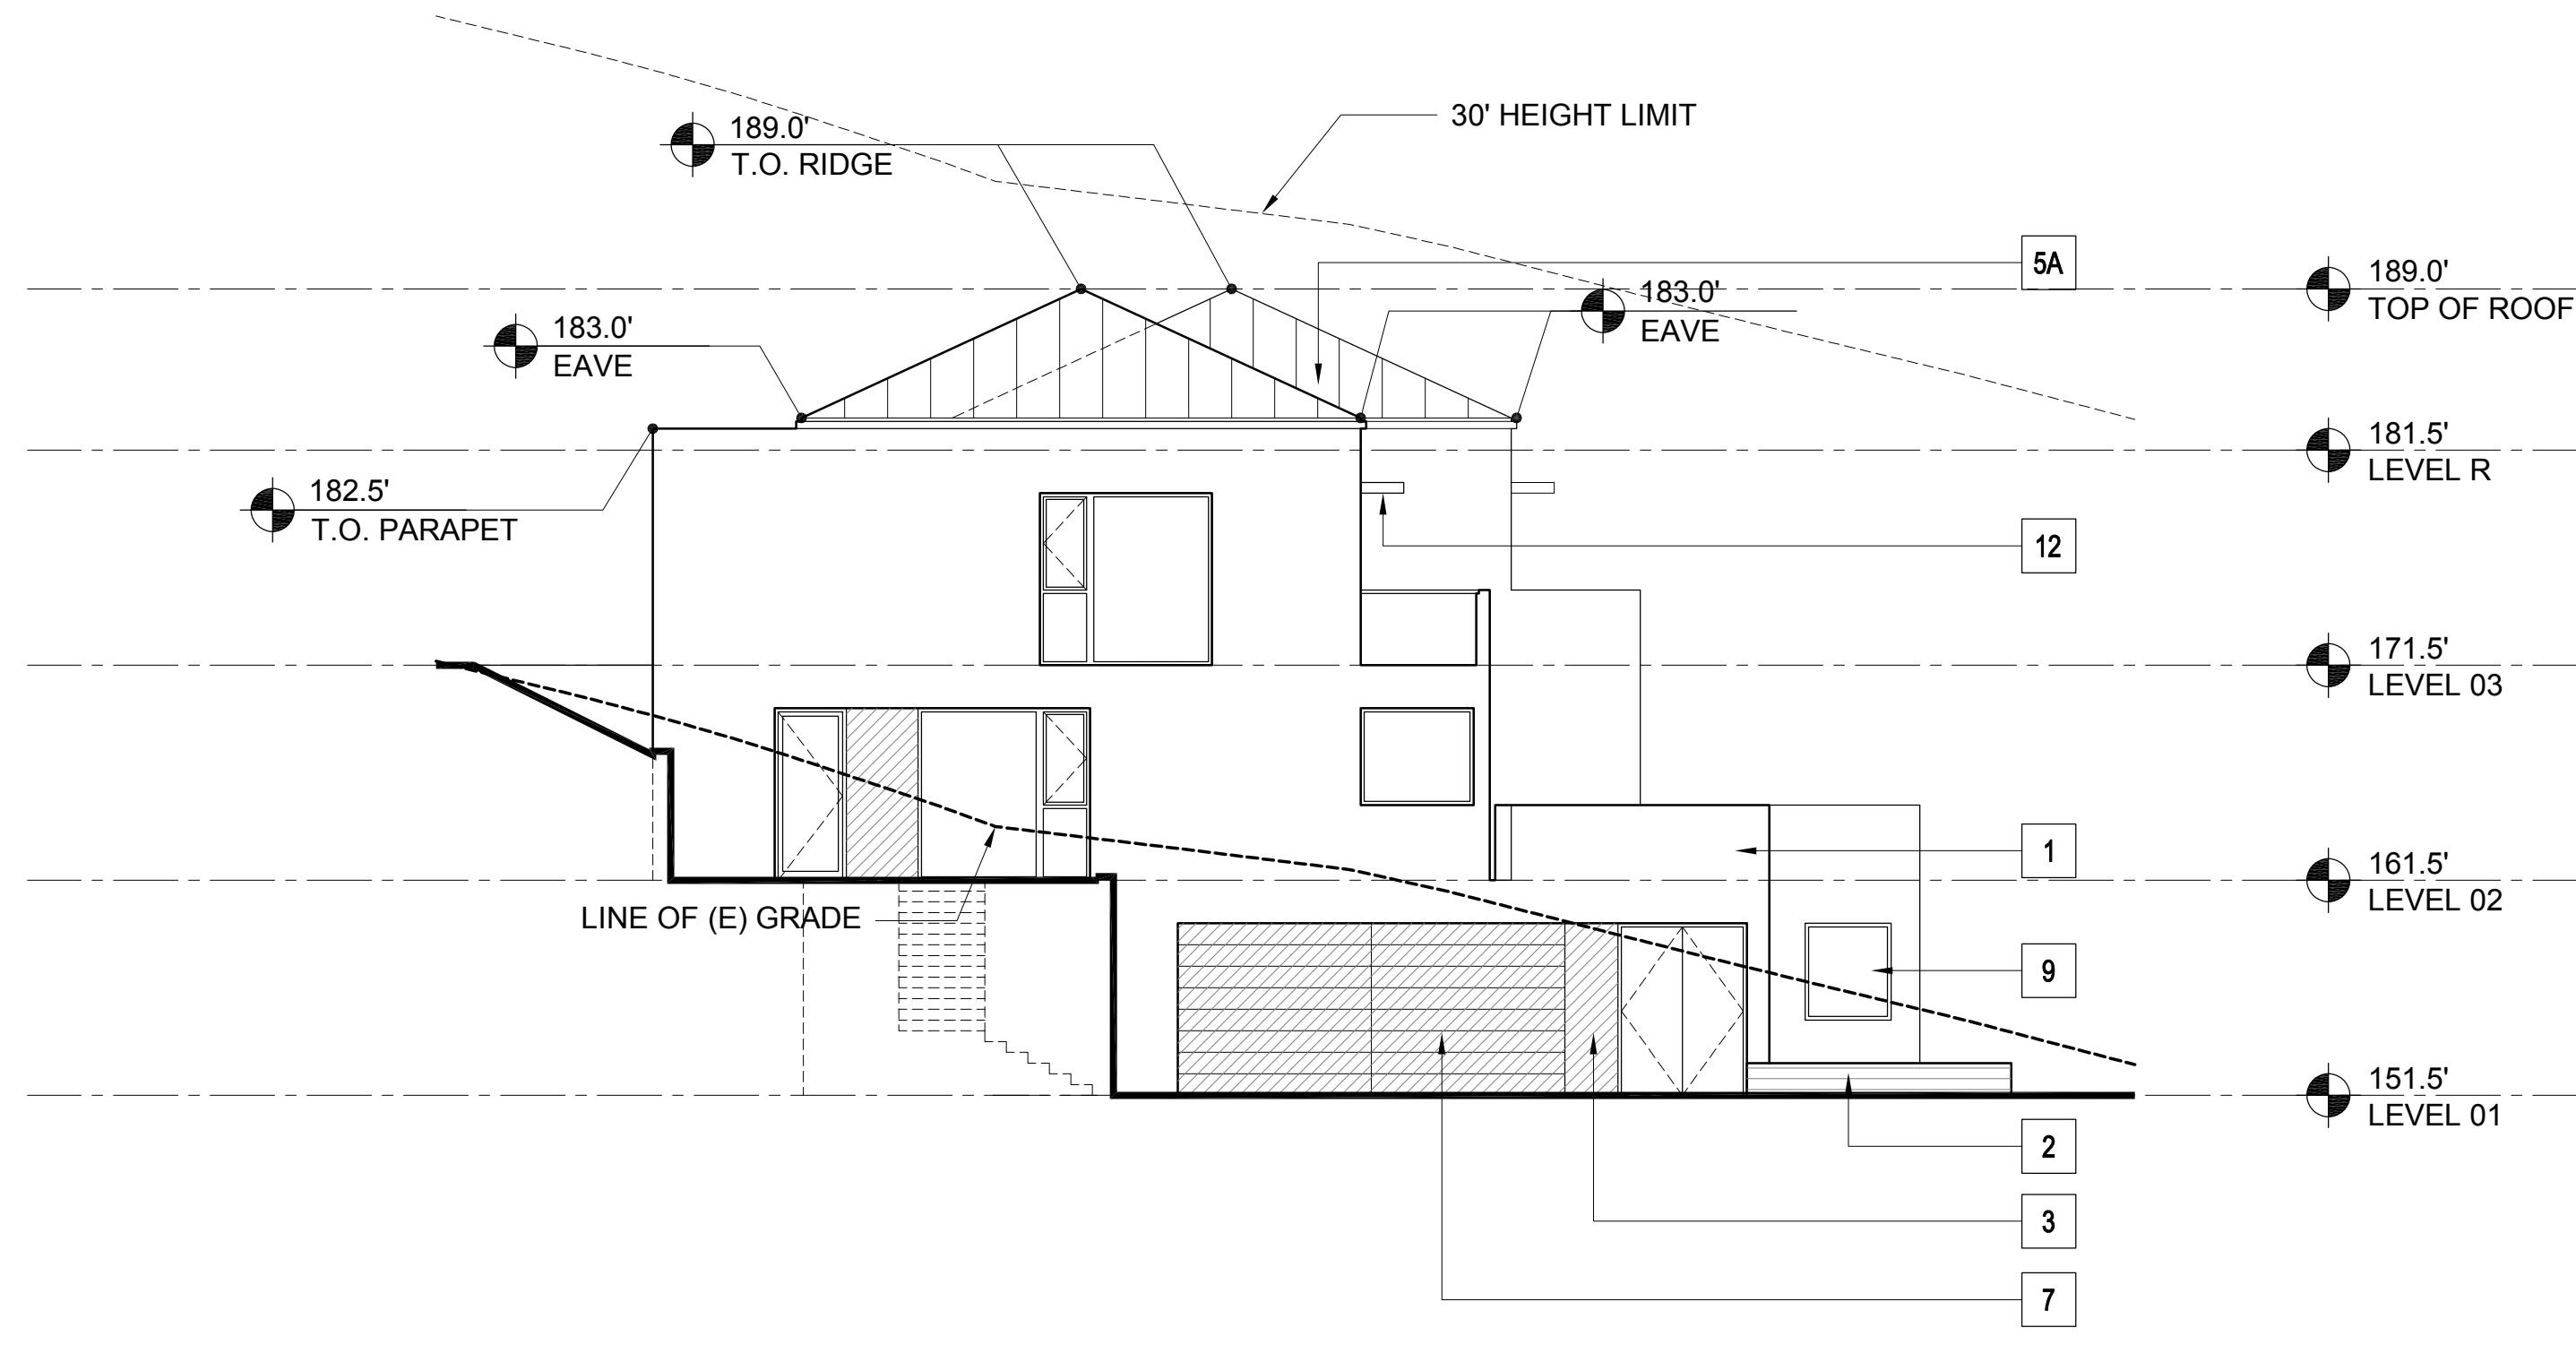 30' HEIGHT LIMIT
189.0'
T.O. RIDGE
5A
189.0'
TOP OF ROOF
183.0'
EAVE
183.0'
EAVE
181.5'
LEVEL R
182.5'
T.O. PARAPET
12
171.5'
LEVEL 03
1
161.5'
LEVEL 02
LINE OF (E) GRADE
9
151.5'
LEVEL 01
2
3
7